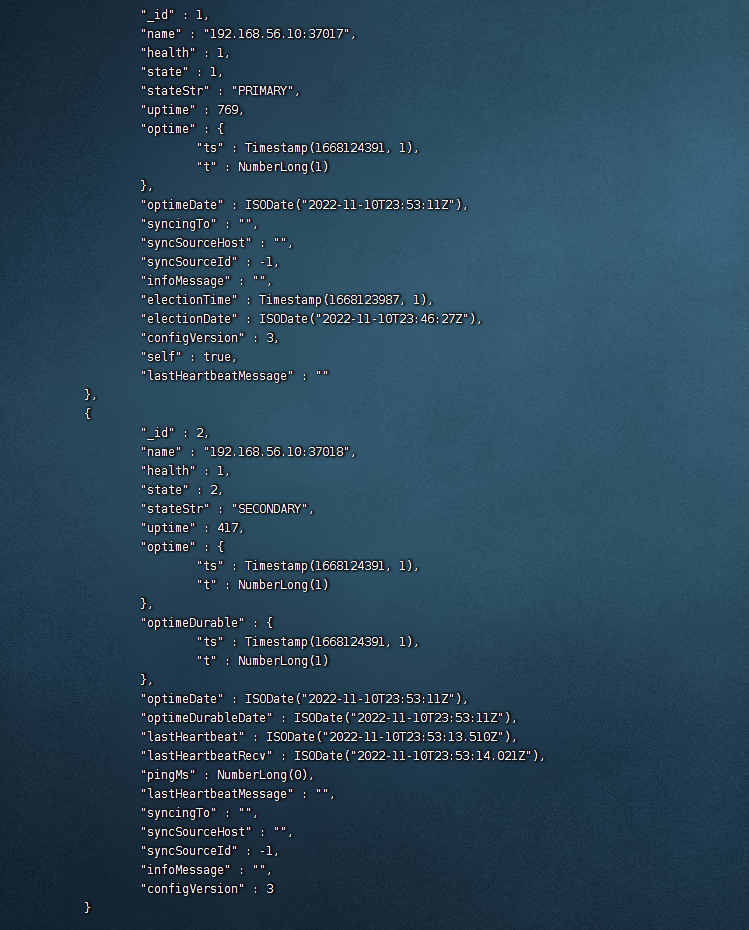 "_id" : 1,
"name" : "192.168.56.10:37017",
"health" : 1,
"state" : 1,
"stateStr" : "PRIMARY",
"uptime" : 769,
"optime" : {
"ts" : Timestamp(1668124391, 1),
"t" : NumberLong(1)
},
"optimeDate" : ISODate("2022-11-10T23:53:11Z"),
"syncingTo" : "",
"syncSourceHost" : "",
"syncSourceId" : -1,
"infoMessage" : "",
"electionTime" : Timestamp(1668123987, 1),
"electionDate" : ISODate("2022-11-10T23:46:27Z"),
"configVersion" : 3,
"self" : true,
"lastHeartbeatMessage" : ""
},
{
"_id" : 2,
"name" : "192.168.56.10:37018",
"health" : 1,
"state" : 2,
"stateStr" : "SECONDARY",
"uptime" : 417,
"optime" : {
"ts" : Timestamp(1668124391, 1),
"t" : NumberLong(1)
},
"optimeDurable" : {
"ts" : Timestamp(1668124391, 1),
"t" : NumberLong(1)
},
"optimeDate" : ISODate("2022-11-10T23:53:11Z"),
"optimeDurableDate" : ISODate("2022-11-10T23:53:11Z"),
"lastHeartbeat" : ISODate("2022-11-10T23:53:13.510Z"),
"lastHeartbeatRecv" : ISODate("2022-11-10T23:53:14.021Z"),
"pingMs" : NumberLong(0),
"lastHeartbeatMessage" : "",
"syncingTo" : "",
"syncSourceHost" : "",
"syncSourceId" : -1,
"infoMessage" : "",
"configVersion" : 3
}